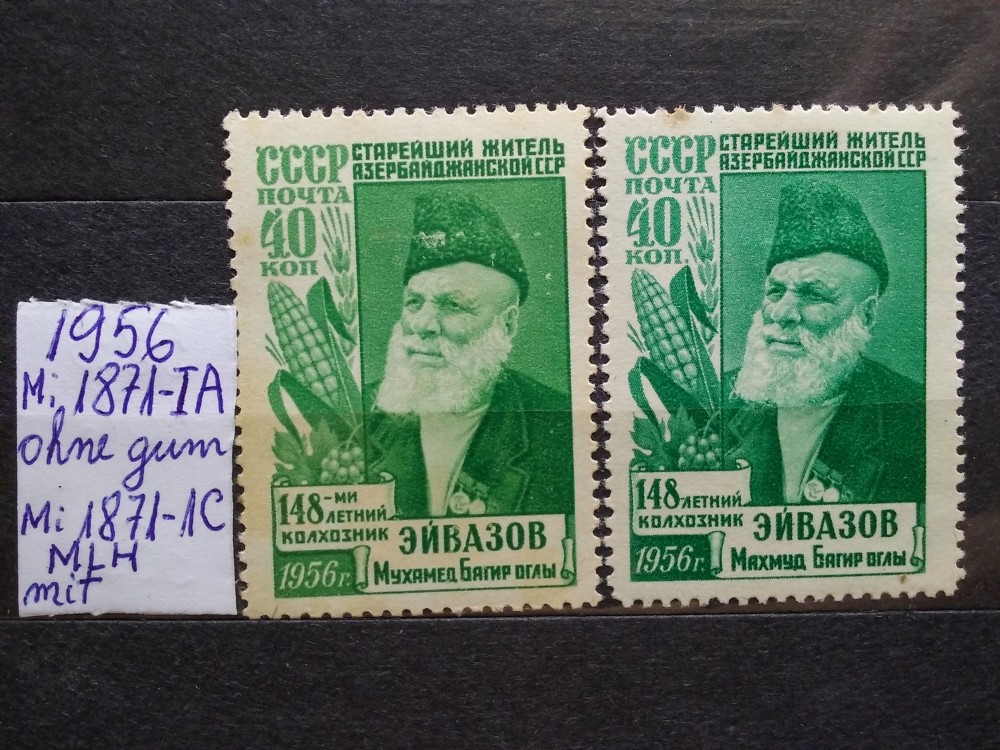 1956
Mi 1871-IA
ohne gum
Mi 1871-1C
MLH
mit
СССР
ПОЧТА
40
КОП.
СТАРЕЙШИЙ ЖИТЕЛЬ
АЗЕРБАЙДЖАНСКОЙ ССР
148-МИ
ЛЕТНИЙ
КОЛХОЗНИК
ЭЙВАЗОВ
1956г.
Мухамед Багир оглы
СССР
ПОЧТА
40
КОП.
СТАРЕЙШИЙ ЖИТЕЛЬ
АЗЕРБАЙДЖАНСКОЙ ССР
148 ЛЕТНИЙ
КОЛХОЗНИК
ЭЙВАЗОВ
1956г.
Махмуд Багир оглы